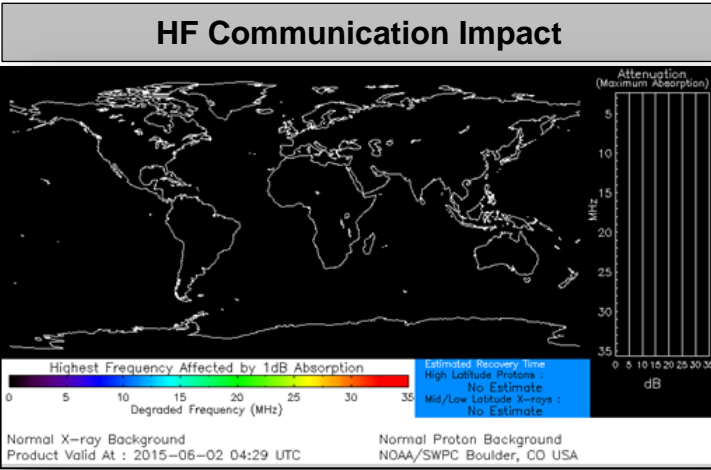 HF Communication Impact
Attenuation
(Maximum Absorption)
5
10
15
20
25
30
35
MHz
0 5 10 15 20 25 30 35
dB
Highest Frequency Affected by 1dB Absorption
0 5 10 15 20 25 30 35
Degraded Frequency (MHz)
Estimated Recovery Time
High Latitude Protons :
No Estimate
Mid/Low Latitude X-rays :
No Estimate
Normal X-ray Background
Normal Proton Background
Product Valid At : 2015-06-02 04:29 UTC
NOAA/SWPC Boulder, CO USA